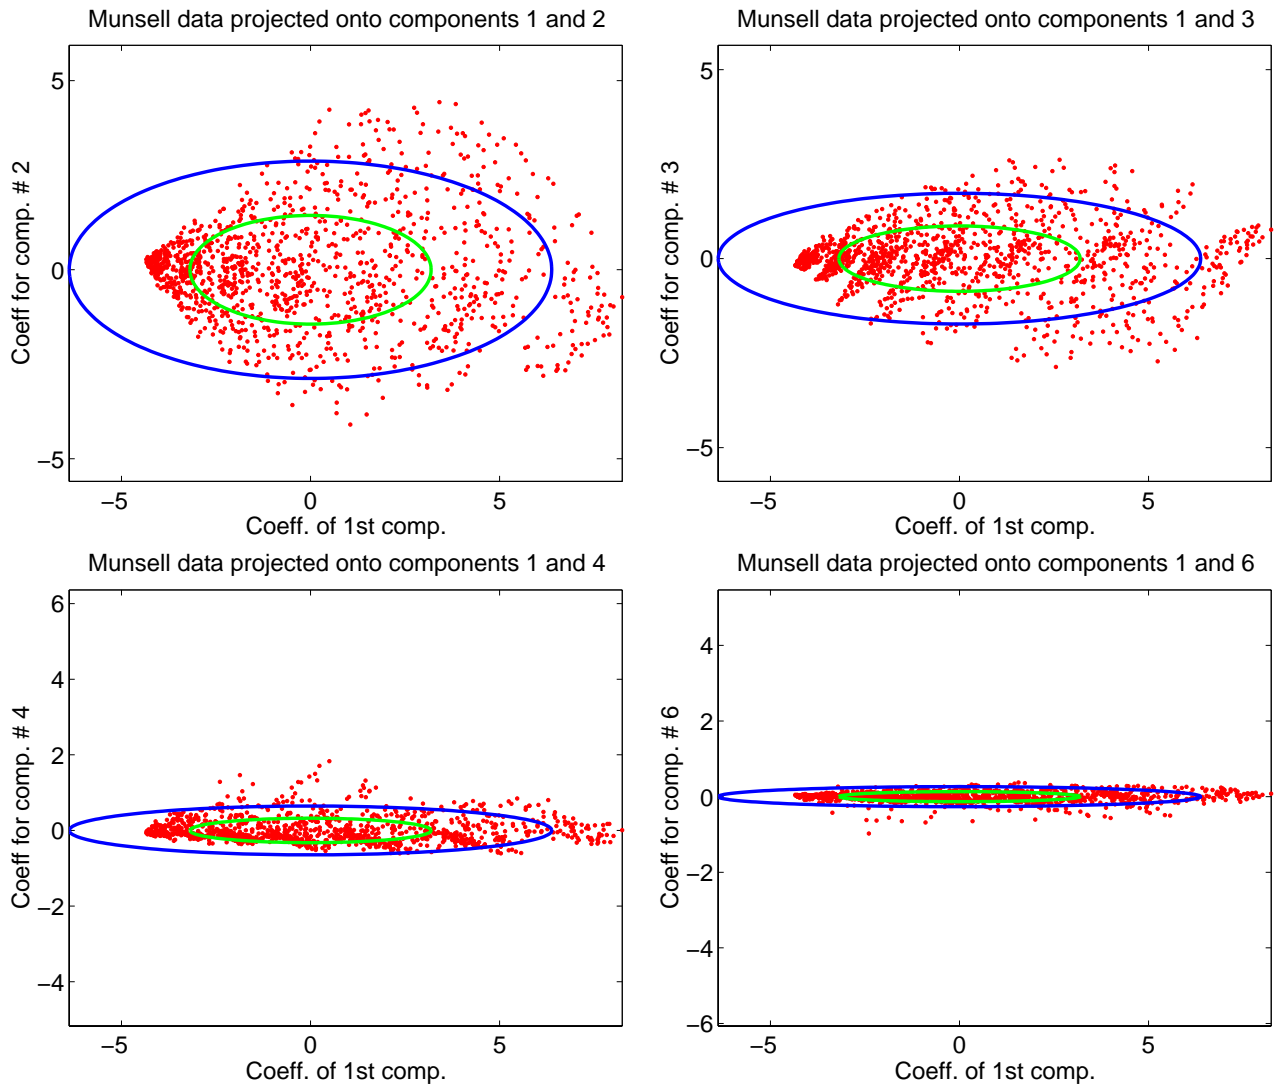 Munsell data projected onto components 1 and 2
5
0
−5
Coeff for comp. # 2
−5
0
5
Coeff. of 1st comp.
Munsell data projected onto components 1 and 3
5
0
−5
Coeff for comp. # 3
−5
0
5
Coeff. of 1st comp.
Munsell data projected onto components 1 and 4
6
4
2
0
−2
−4
Coeff for comp. # 4
−5
0
5
Coeff. of 1st comp.
Munsell data projected onto components 1 and 6
4
2
0
−2
−4
−6
Coeff for comp. # 6
−5
0
5
Coeff. of 1st comp.